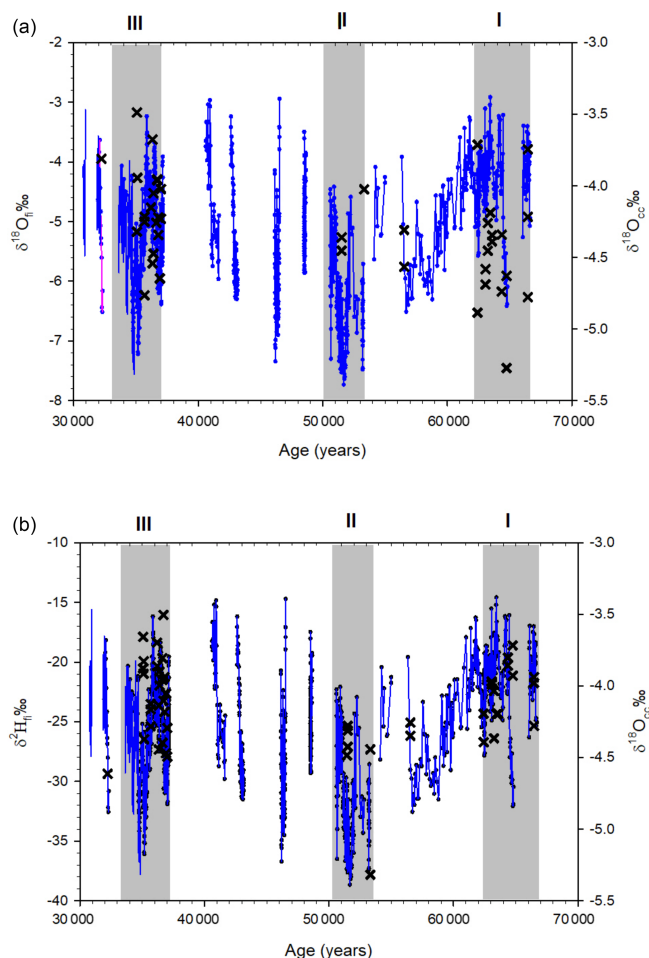 III II I
(a)
-2 -3.0
-3 -3.5
-4 -4.0
-5 -4.5
-6 -5.0
-7
-8 -5.5
δ¹⁸Ofi‰
δ¹⁸Occ‰
30 000 40 000 50 000 60 000 70 000
Age (years)
(b)
III II I
-10 -3.0
-15 -3.5
-20 -4.0
-25 -4.5
-30 -5.0
-35
-40 -5.5
δ²Hfl‰
δ¹⁸Occ‰
30 000 40 000 50 000 60 000 70 000
Age (years)